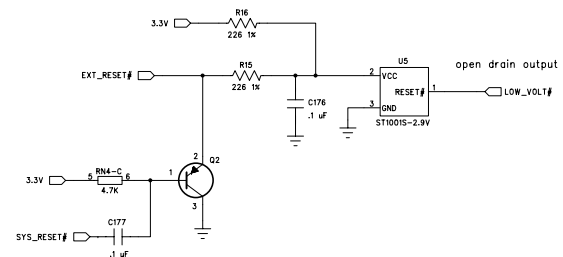 R16
3.3V
226 1%
U5
open drain output
EXT_RESET#
R15
2
VCC
226 1%
RESET#
1
LOW_VOLT#
C176
3
GND
.1 uF
ST1001S-2.9V
2
Q2
3.3V
5
RN4-C
6
1
4.7K
3
C177
SYS_RESET#
.1 uF